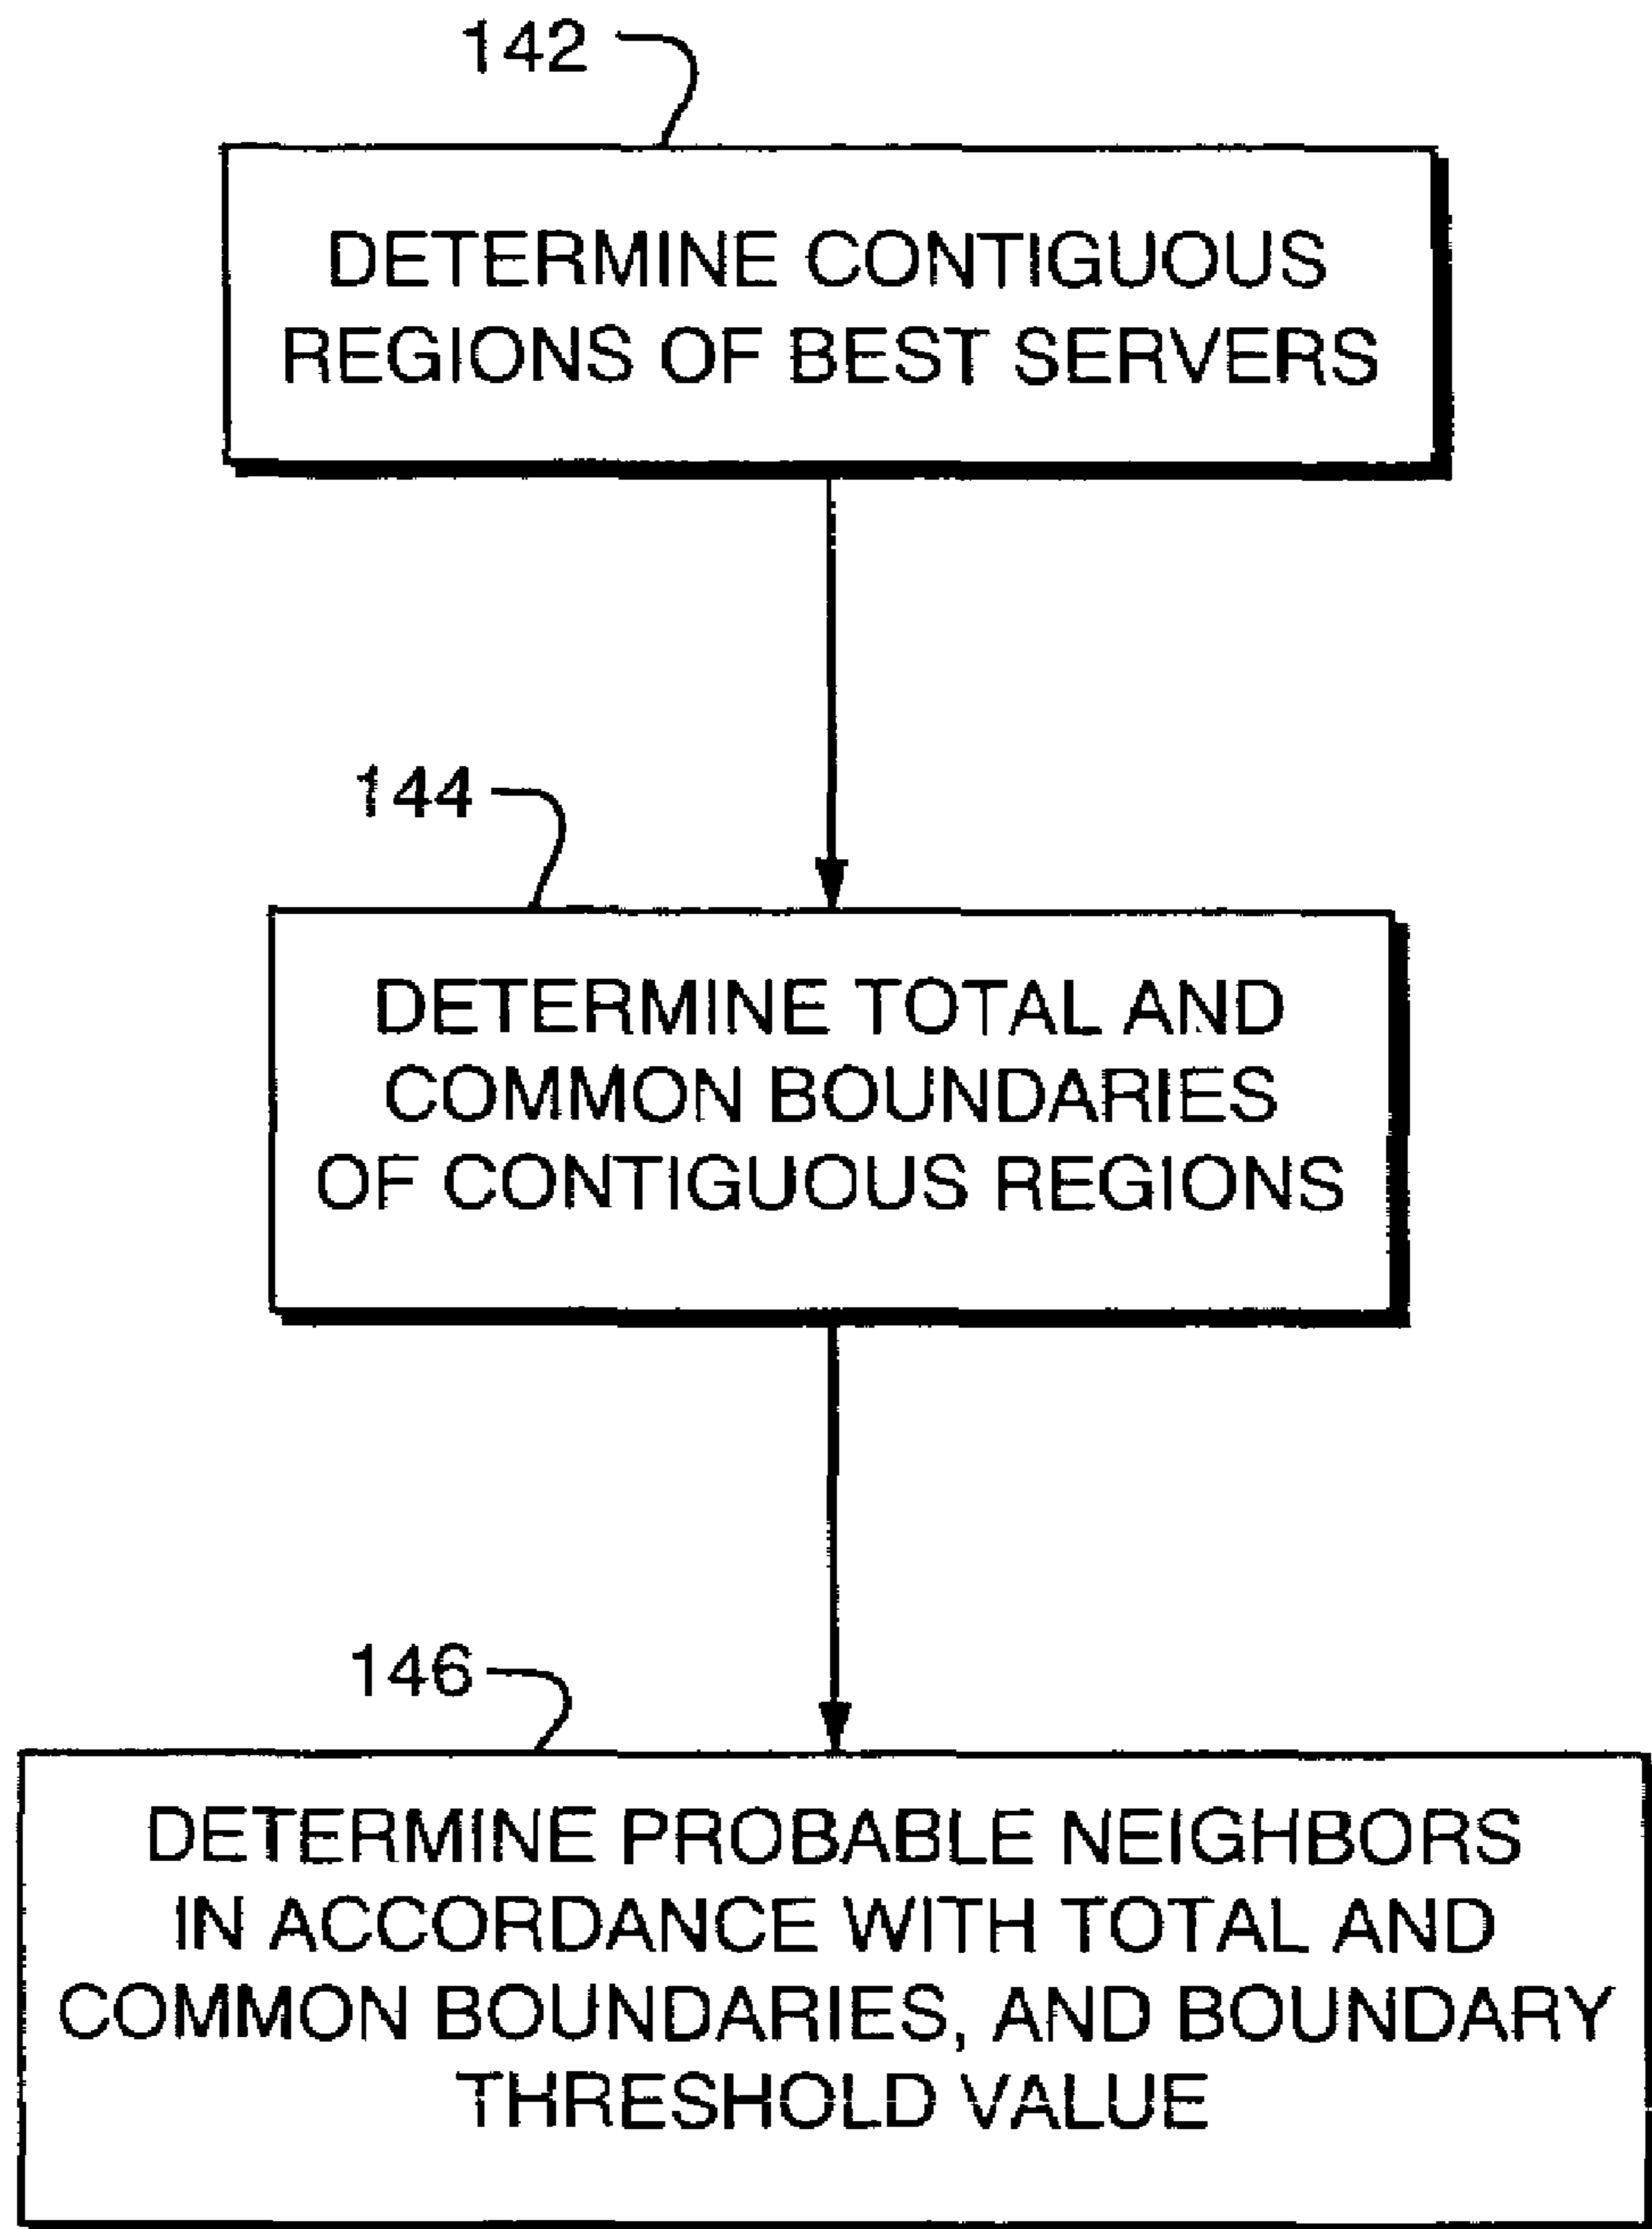 142
DETERMINE CONTIGUOUS
REGIONS OF BEST SERVERS
144
DETERMINE TOTAL AND
COMMON BOUNDARIES
OF CONTIGUOUS REGIONS
146
DETERMINE PROBABLE NEIGHBORS
IN ACCORDANCE WITH TOTAL AND
COMMON BOUNDARIES, AND BOUNDARY
THRESHOLD VALUE